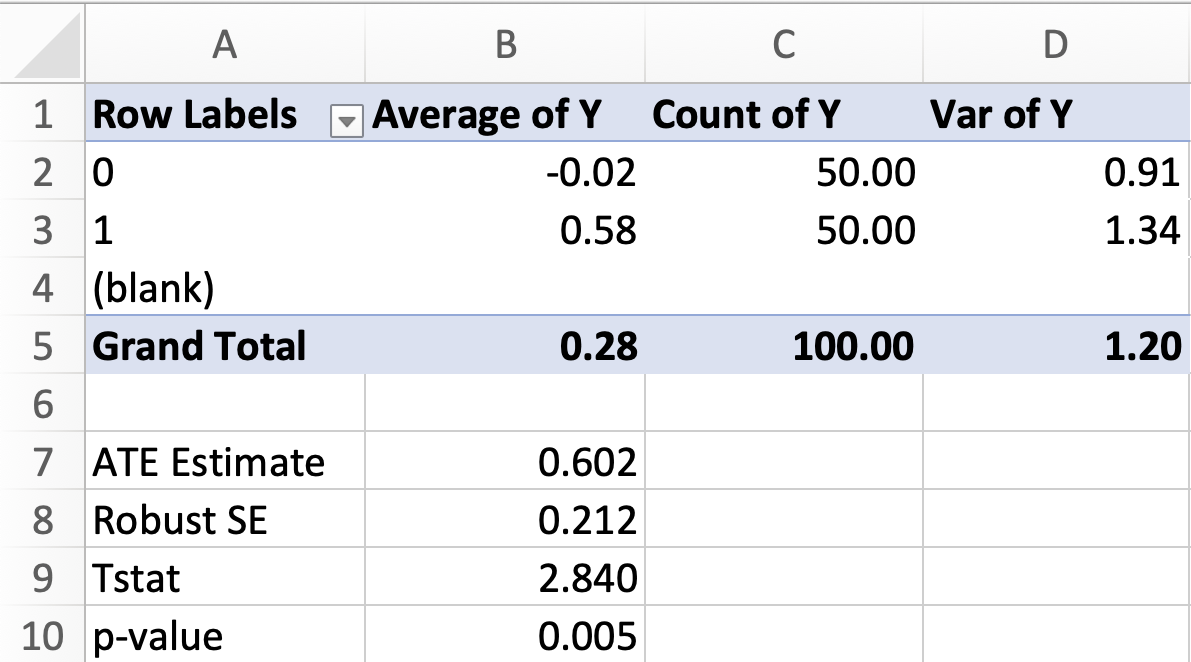 A B C D
1 Row Labels Average of Y Count of Y Var of Y
2 0 -0.02 50.00 0.91
3 1 0.58 50.00 1.34
4 (blank)
5 Grand Total 0.28 100.00 1.20
6
7 ATE Estimate 0.602
8 Robust SE 0.212
9 Tstat 2.840
10 p-value 0.005